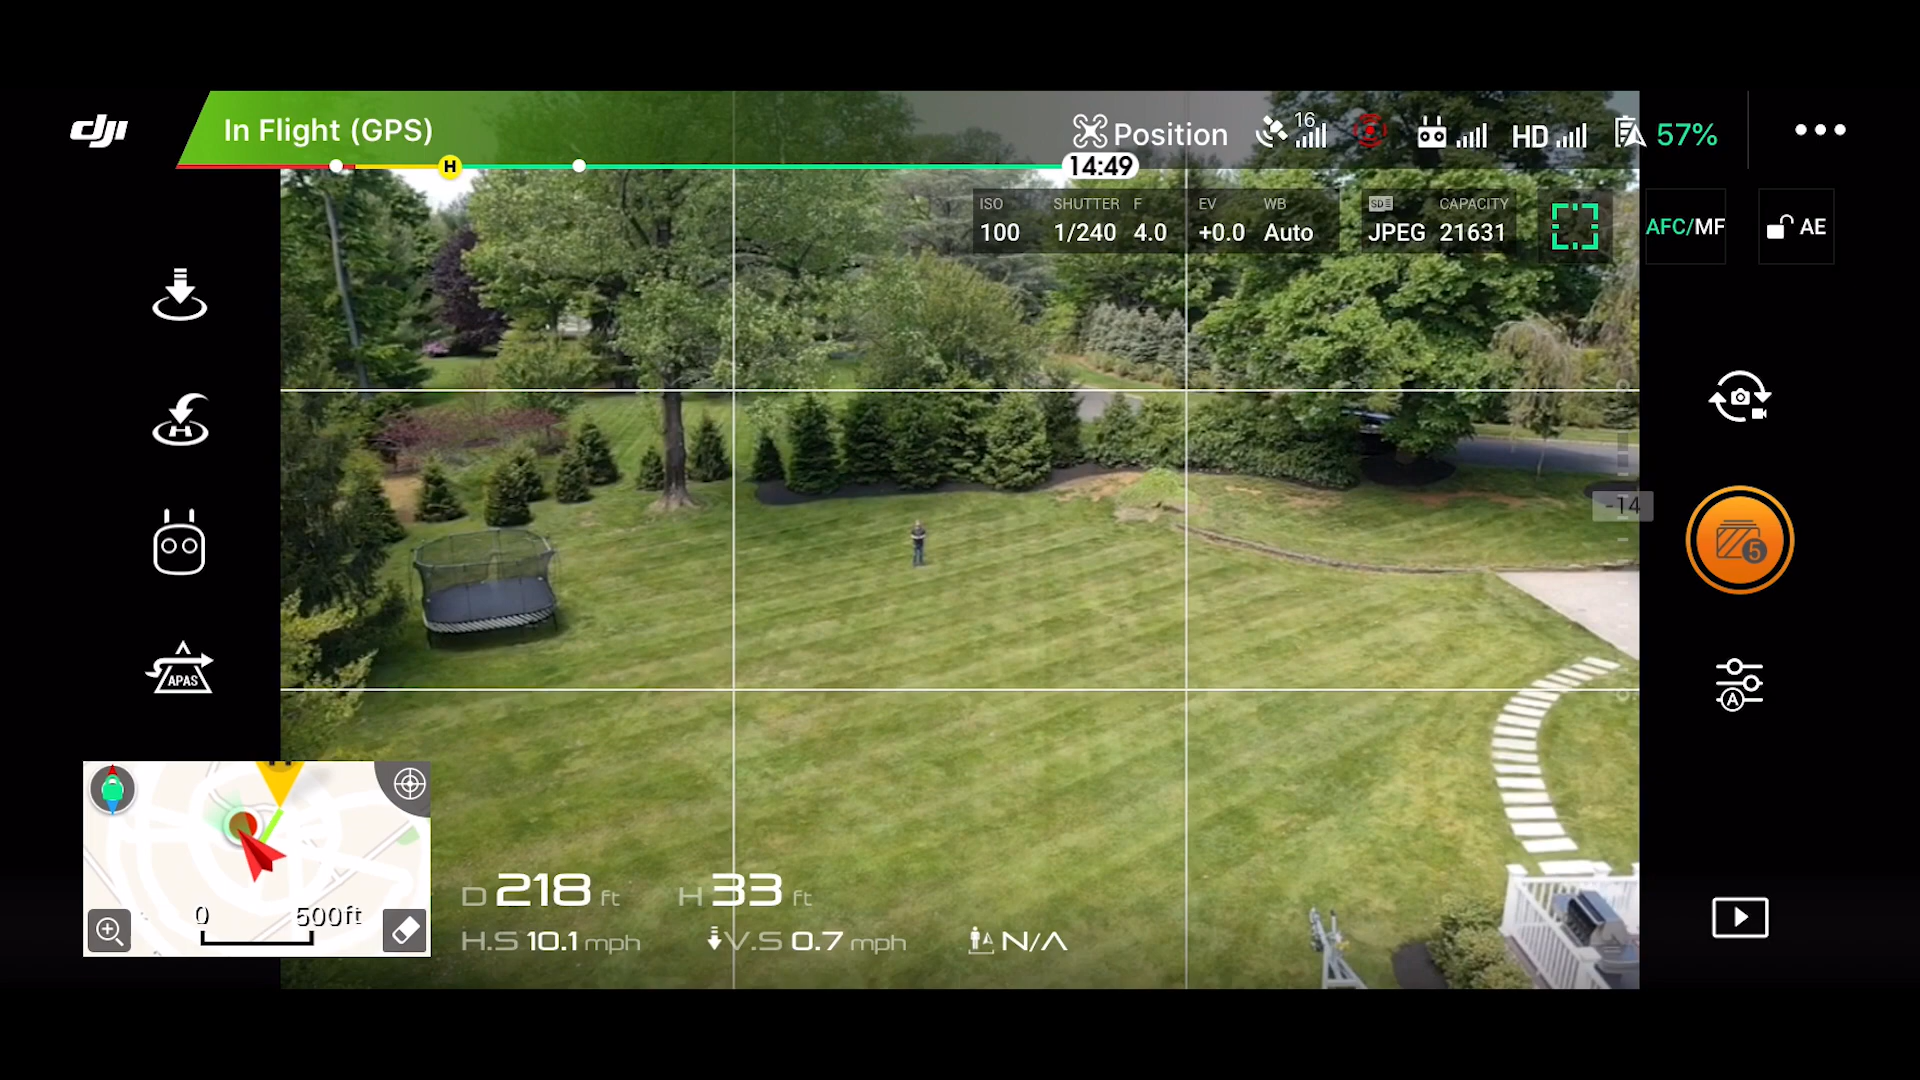 dji
In Flight (GPS)
Position
16
HD
57%
H
14:49
ISO
100
SHUTTER
1/240
F
4.0
EV
+0.0
WB
Auto
SD
JPEG
CAPACITY
21631
AFC/MF
AE
APAS
-14
5
A
0
500ft
D 218 ft
H 33 ft
H.S 10.1 mph
V.S 0.7 mph
N/A